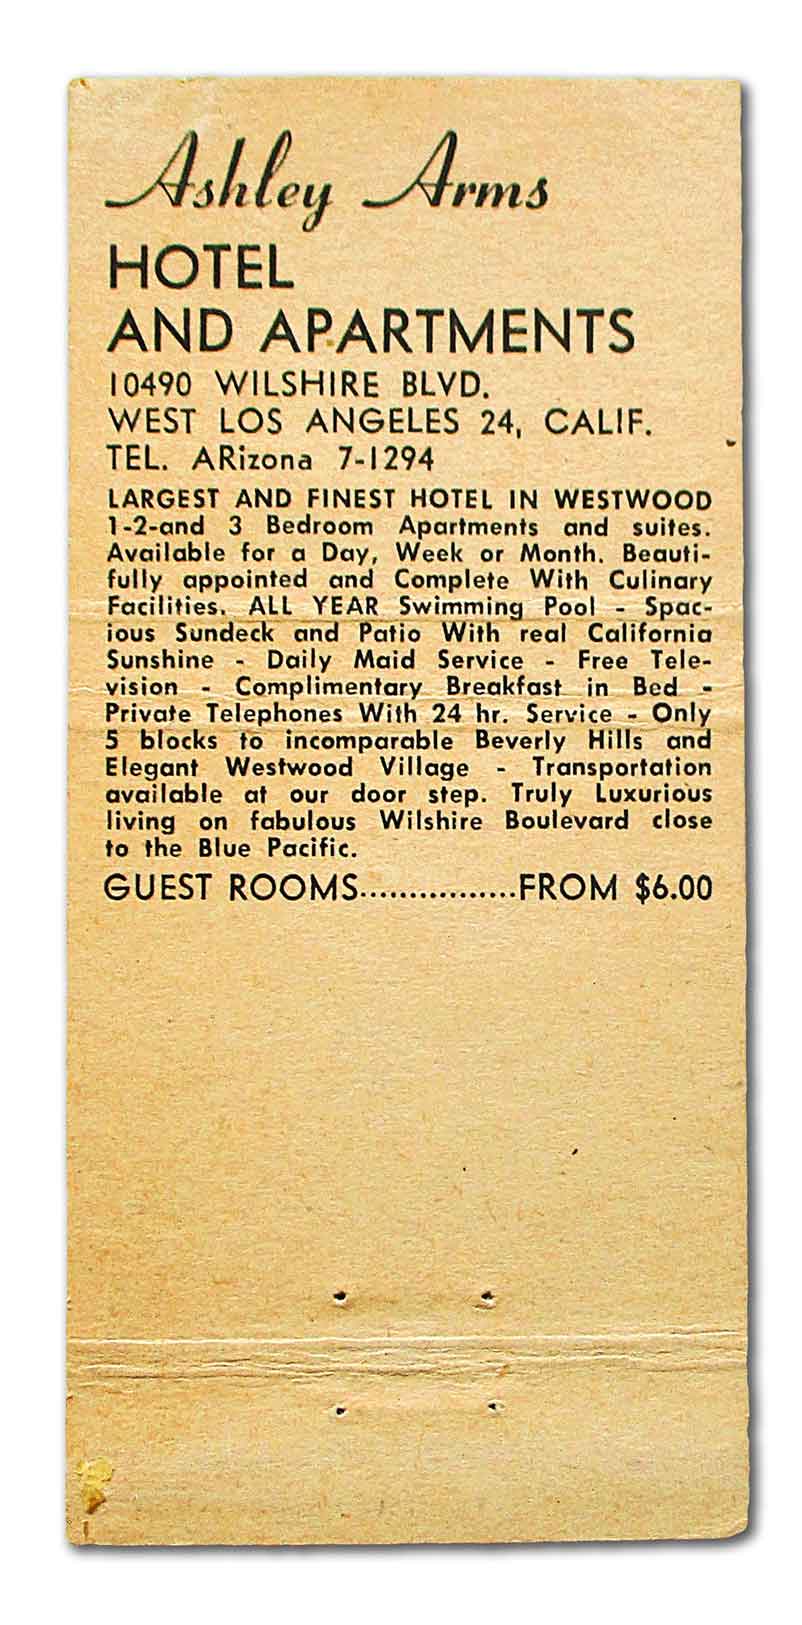 Ashley Arms
HOTEL
AND APARTMENTS
10490 WILSHIRE BLVD.
WEST LOS ANGELES 24, CALIF.
TEL. ARizona 7-1294
LARGEST AND FINEST HOTEL IN WESTWOOD
1-2-and 3 Bedroom Apartments and suites.
Available for a Day, Week or Month. Beauti-
fully appointed and Complete With Culinary
Facilities. ALL YEAR Swimming Pool - Spac-
ious Sundeck and Patio With real California
Sunshine - Daily Maid Service - Free Tele-
vision - Complimentary Breakfast in Bed -
Private Telephones With 24 hr. Service - Only
5 blocks to incomparable Beverly Hills and
Elegant Westwood Village - Transportation
available at our door step. Truly Luxurious
living on fabulous Wilshire Boulevard close
to the Blue Pacific.
GUEST ROOMS................FROM $6.00